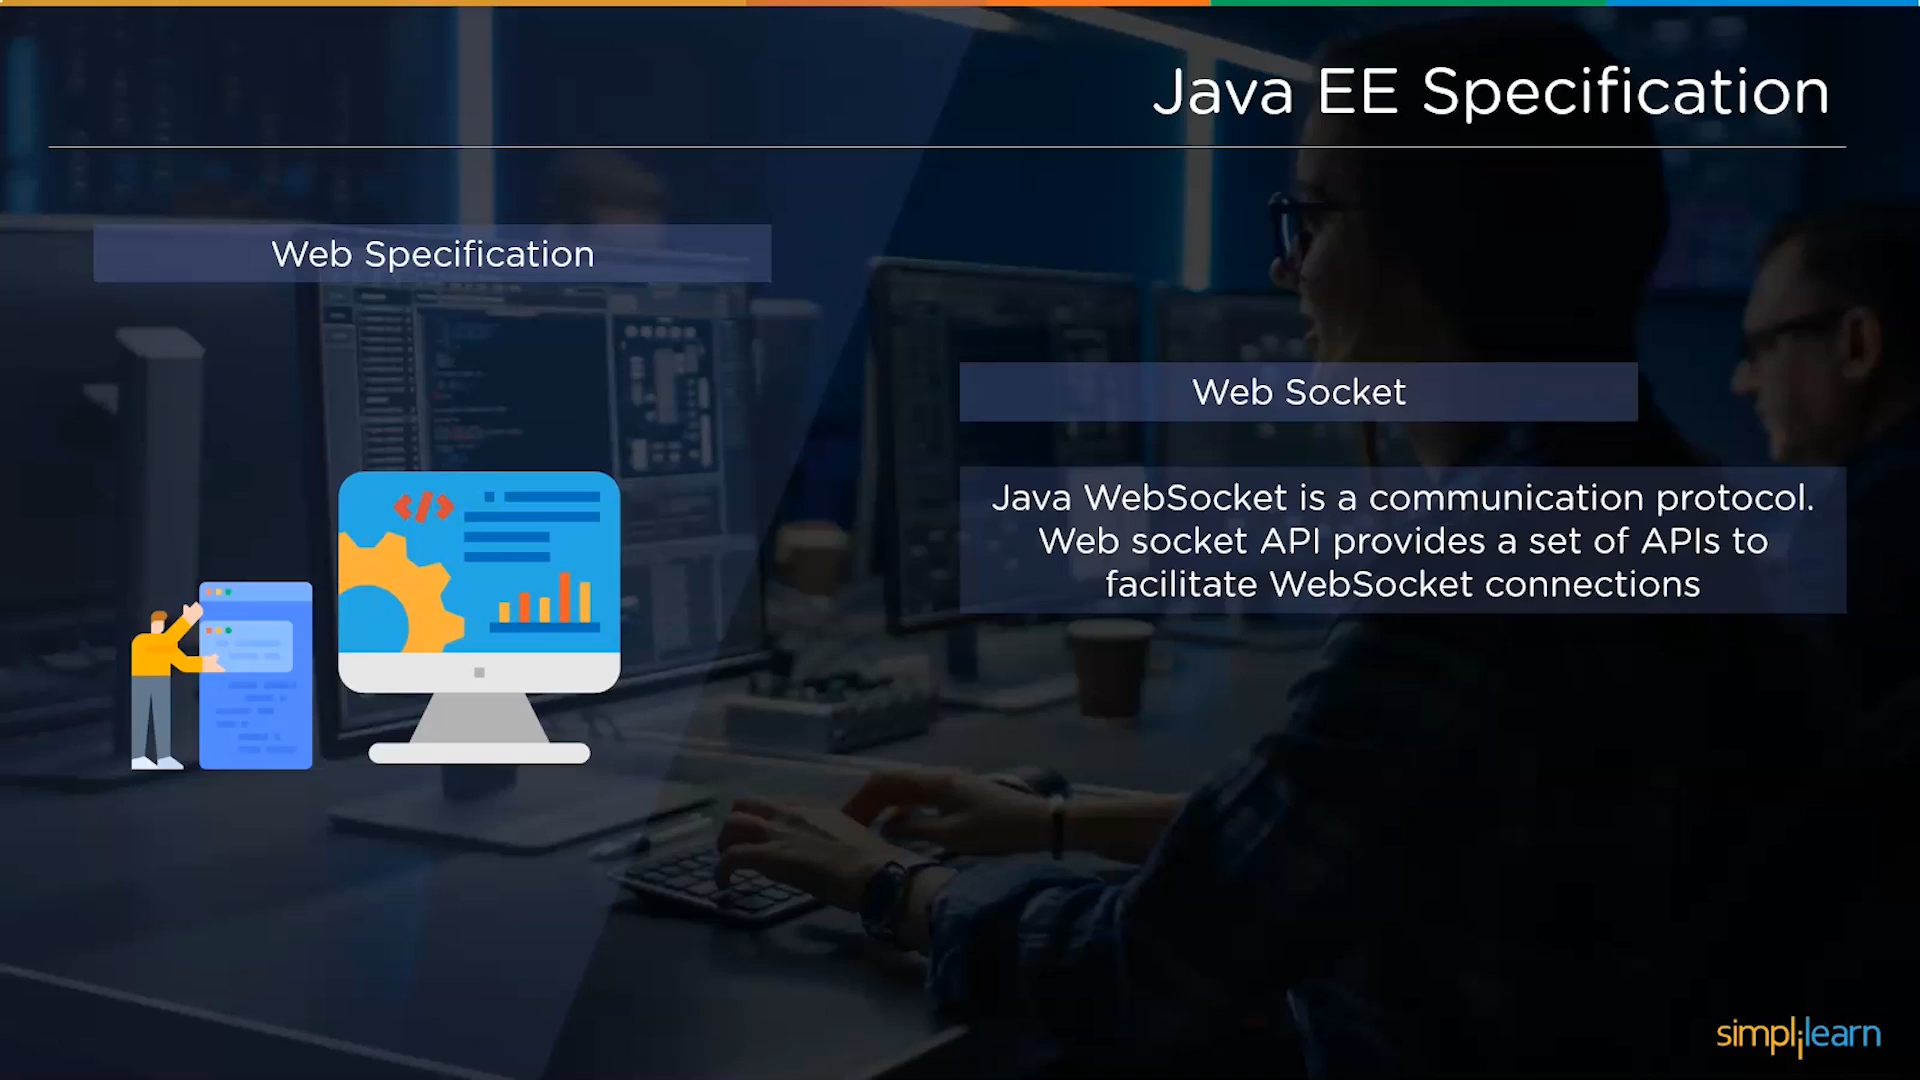 Java EE Specification
Web Specification
Web Socket
Java WebSocket is a communication protocol.
Web socket API provides a set of APIs to
facilitate WebSocket connections
simplilearn